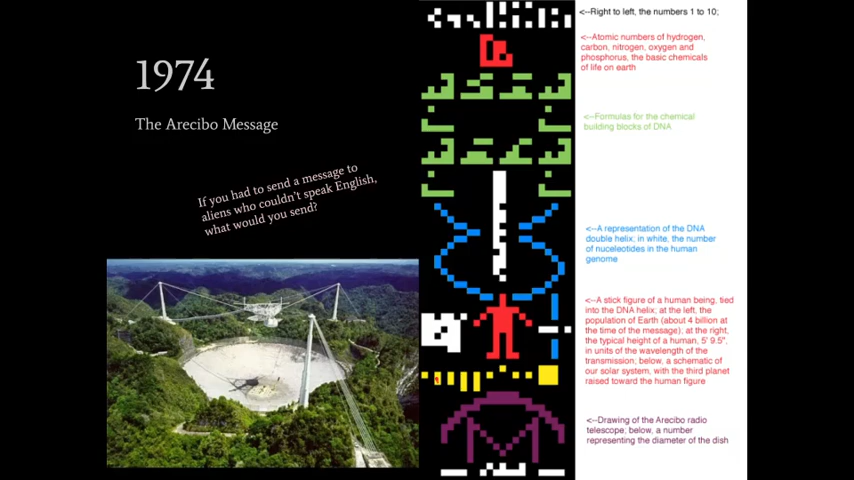 1974
The Arecibo Message
If you had to send a message to
aliens who couldn't speak English,
what would you send?
<--Right to left, the numbers 1 to 10;
<--Atomic numbers of hydrogen,
carbon, nitrogen, oxygen and
phosphorus, the basic chemicals
of life on earth
<--Formulas for the chemical
building blocks of DNA
<--A representation of the DNA
double helix; in white, the number
of nuceleotides in the human
genome
<--A stick figure of a human being, tied
into the DNA helix; at the left, the
population of Earth (about 4 billion at
the time of the message), at the right,
the typical height of a human, 5' 9.5",
in units of the wavelength of the
transmission; below, a schematic of
our solar system, with the third planet
raised toward the human figure
<--Drawing of the Arecibo radio
telescope, below, a number
representing the diameter of the dish